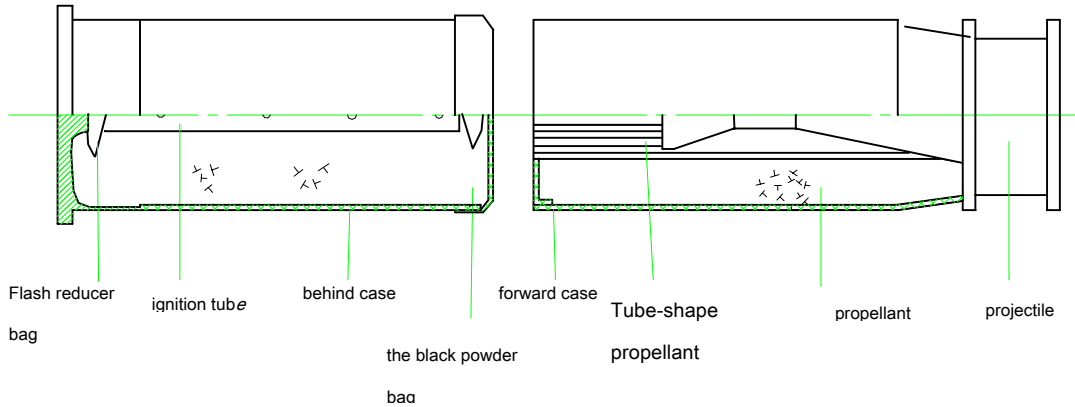 Flash reducer
bag
ignition tube
behind case
the black powder
bag
forward case
Tube-shape
propellant
propellant
projectile